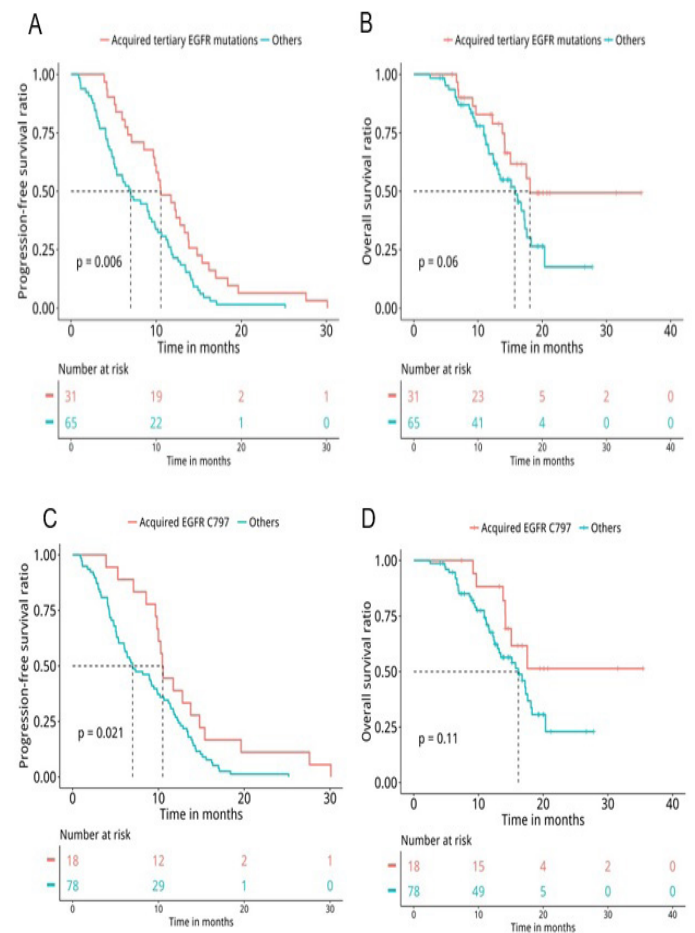 A
Acquired tertiary EGFR mutations Others
Progression-free survival ratio
1.00
0.75
0.50
0.25
0.00
p = 0.006
0 10 20 30
Time in months
Number at risk
31 19 2 1
65 22 1 0
0 10 20 30
Time in months
B
Acquired tertiary EGFR mutations Others
Overall survival ratio
1.00
0.75
0.50
0.25
0.00
p = 0.06
0 10 20 30 40
Time in months
Number at risk
31 23 5 2 0
65 41 4 0 0
0 10 20 30 40
Time in months
C
Acquired EGFR C797 Others
Progression-free survival ratio
1.00
0.75
0.50
0.25
0.00
p = 0.021
0 10 20 30
Time in months
Number at risk
18 12 2 1
78 29 1 0
0 10 20 30
Time in months
D
Acquired EGFR C797 Others
Overall survival ratio
1.00
0.75
0.50
0.25
0.00
p = 0.11
0 10 20 30 40
Time in months
Number at risk
18 15 4 2 0
78 49 5 0 0
0 10 20 30 40
Time in months